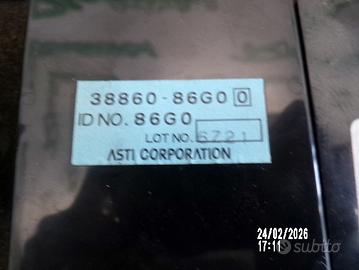 38860-86G0 0
ID NO. 86G0
LOT NO. 6721
ASTI CORPORATION
24/02/2026
17:11
subito